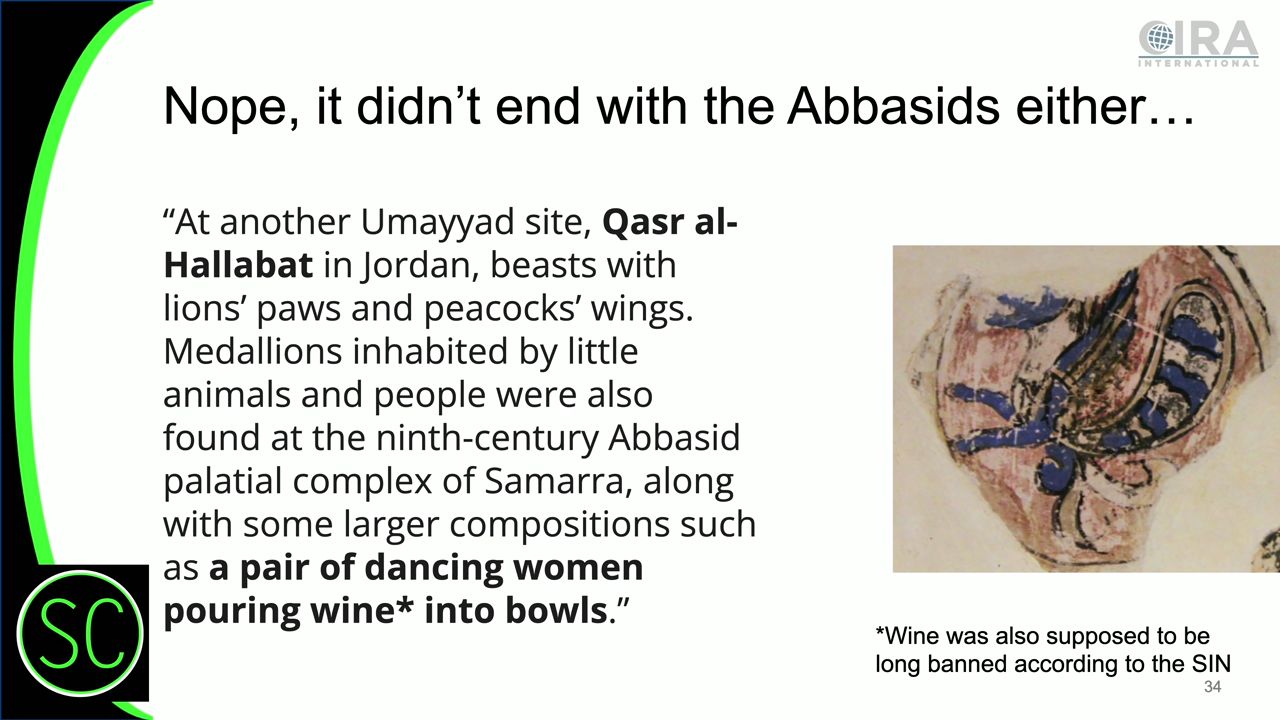 CIRA
INTERNATIONAL
Nope, it didn’t end with the Abbasids either…
“At another Umayyad site, Qasr al-
Hallabat in Jordan, beasts with
lions’ paws and peacocks’ wings.
Medallions inhabited by little
animals and people were also
found at the ninth-century Abbasid
palatial complex of Samarra, along
with some larger compositions such
as a pair of dancing women
pouring wine* into bowls.”
SC
*Wine was also supposed to be
long banned according to the SIN
34